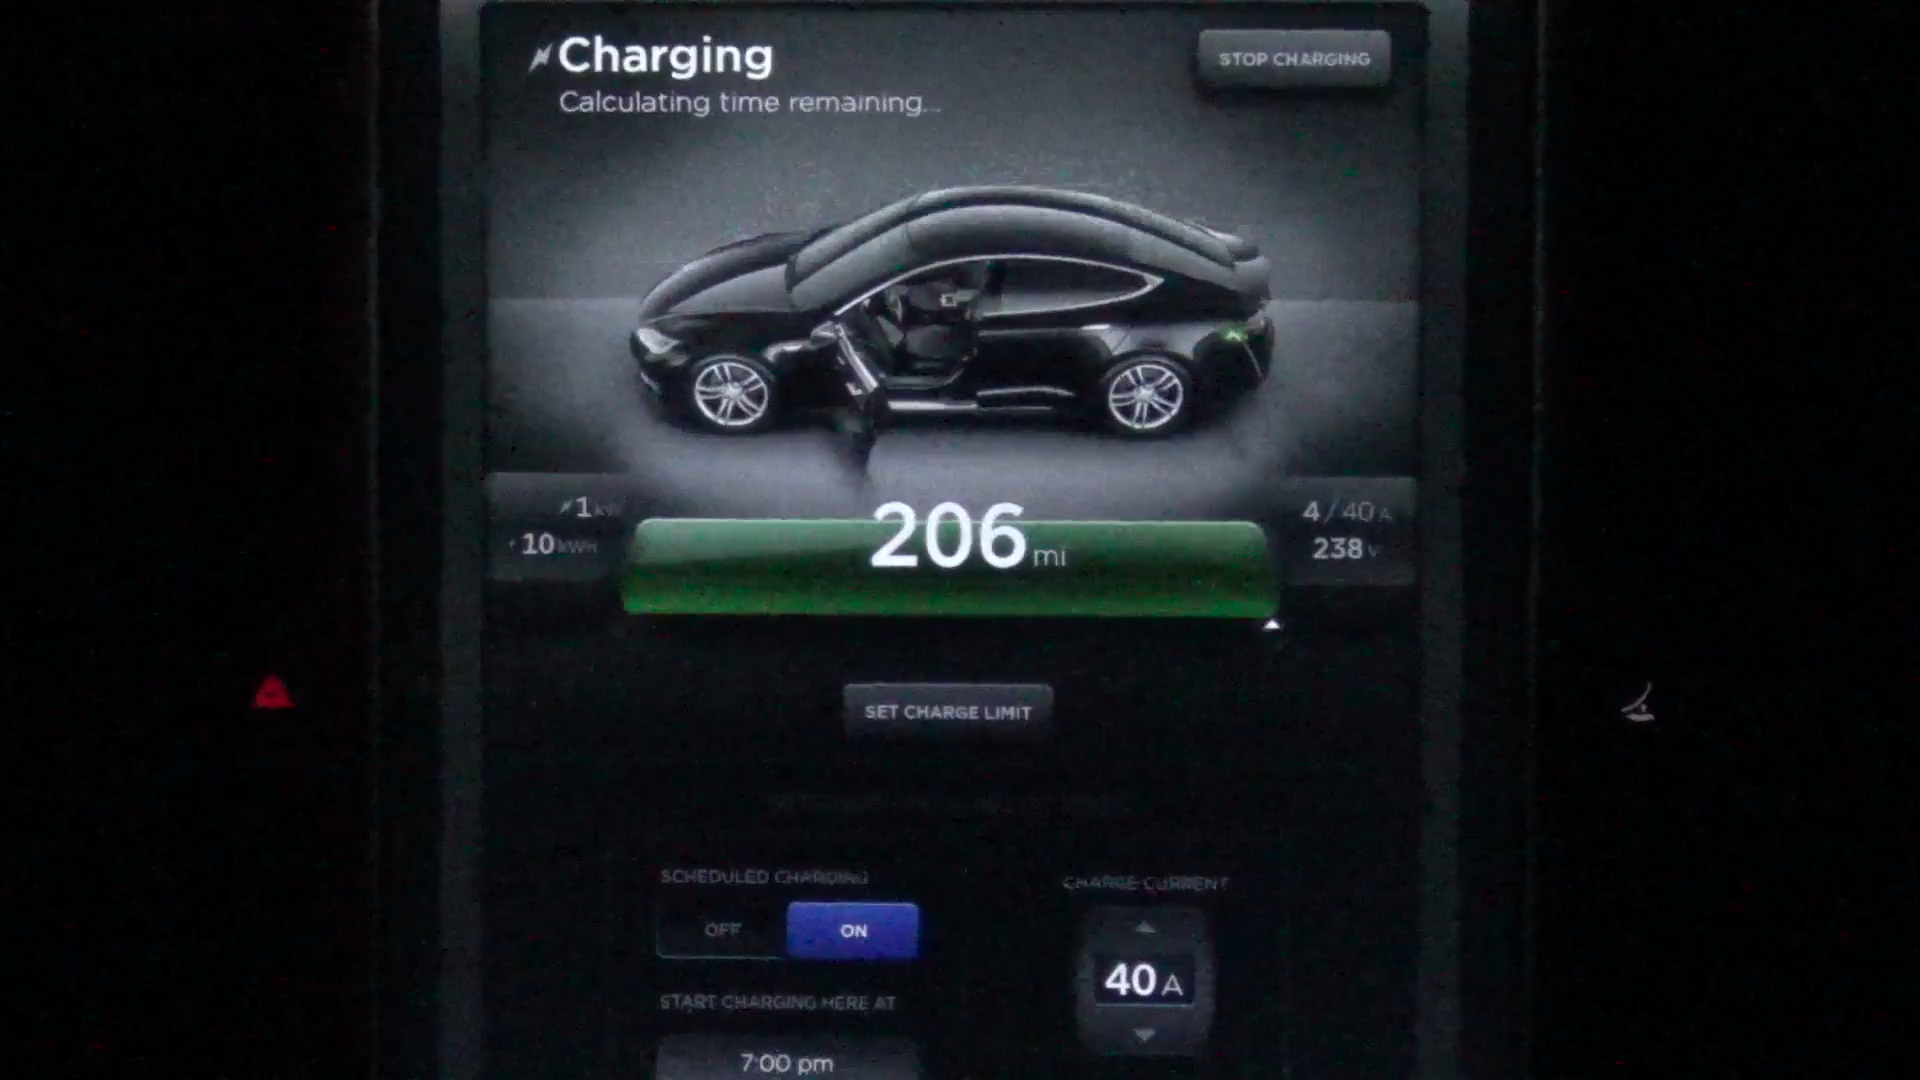 Charging
Calculating time remaining...
STOP CHARGING
1 kW
+10 kWH
206 mi
4/40 A
238 V
SET CHARGE LIMIT
SCHEDULED CHARGING
OFF ON
START CHARGING HERE AT
7:00 pm
CHARGE CURRENT
40 A